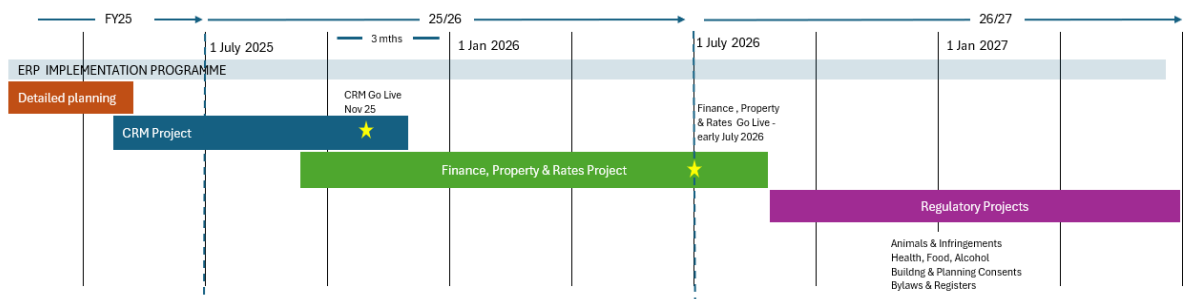 FY25
25/26
26/27
1 July 2025
3 mths
1 Jan 2026
1 July 2026
1 Jan 2027
ERP IMPLEMENTATION PROGRAMME
Detailed planning
CRM Go Live
Nov 25
Finance , Property
& Rates Go Live -
early July 2026
CRM Project
Finance, Property & Rates Project
Regulatory Projects
Animals & Infringements
Health, Food, Alcohol
Buildng & Planning Consents
Bylaws & Registers